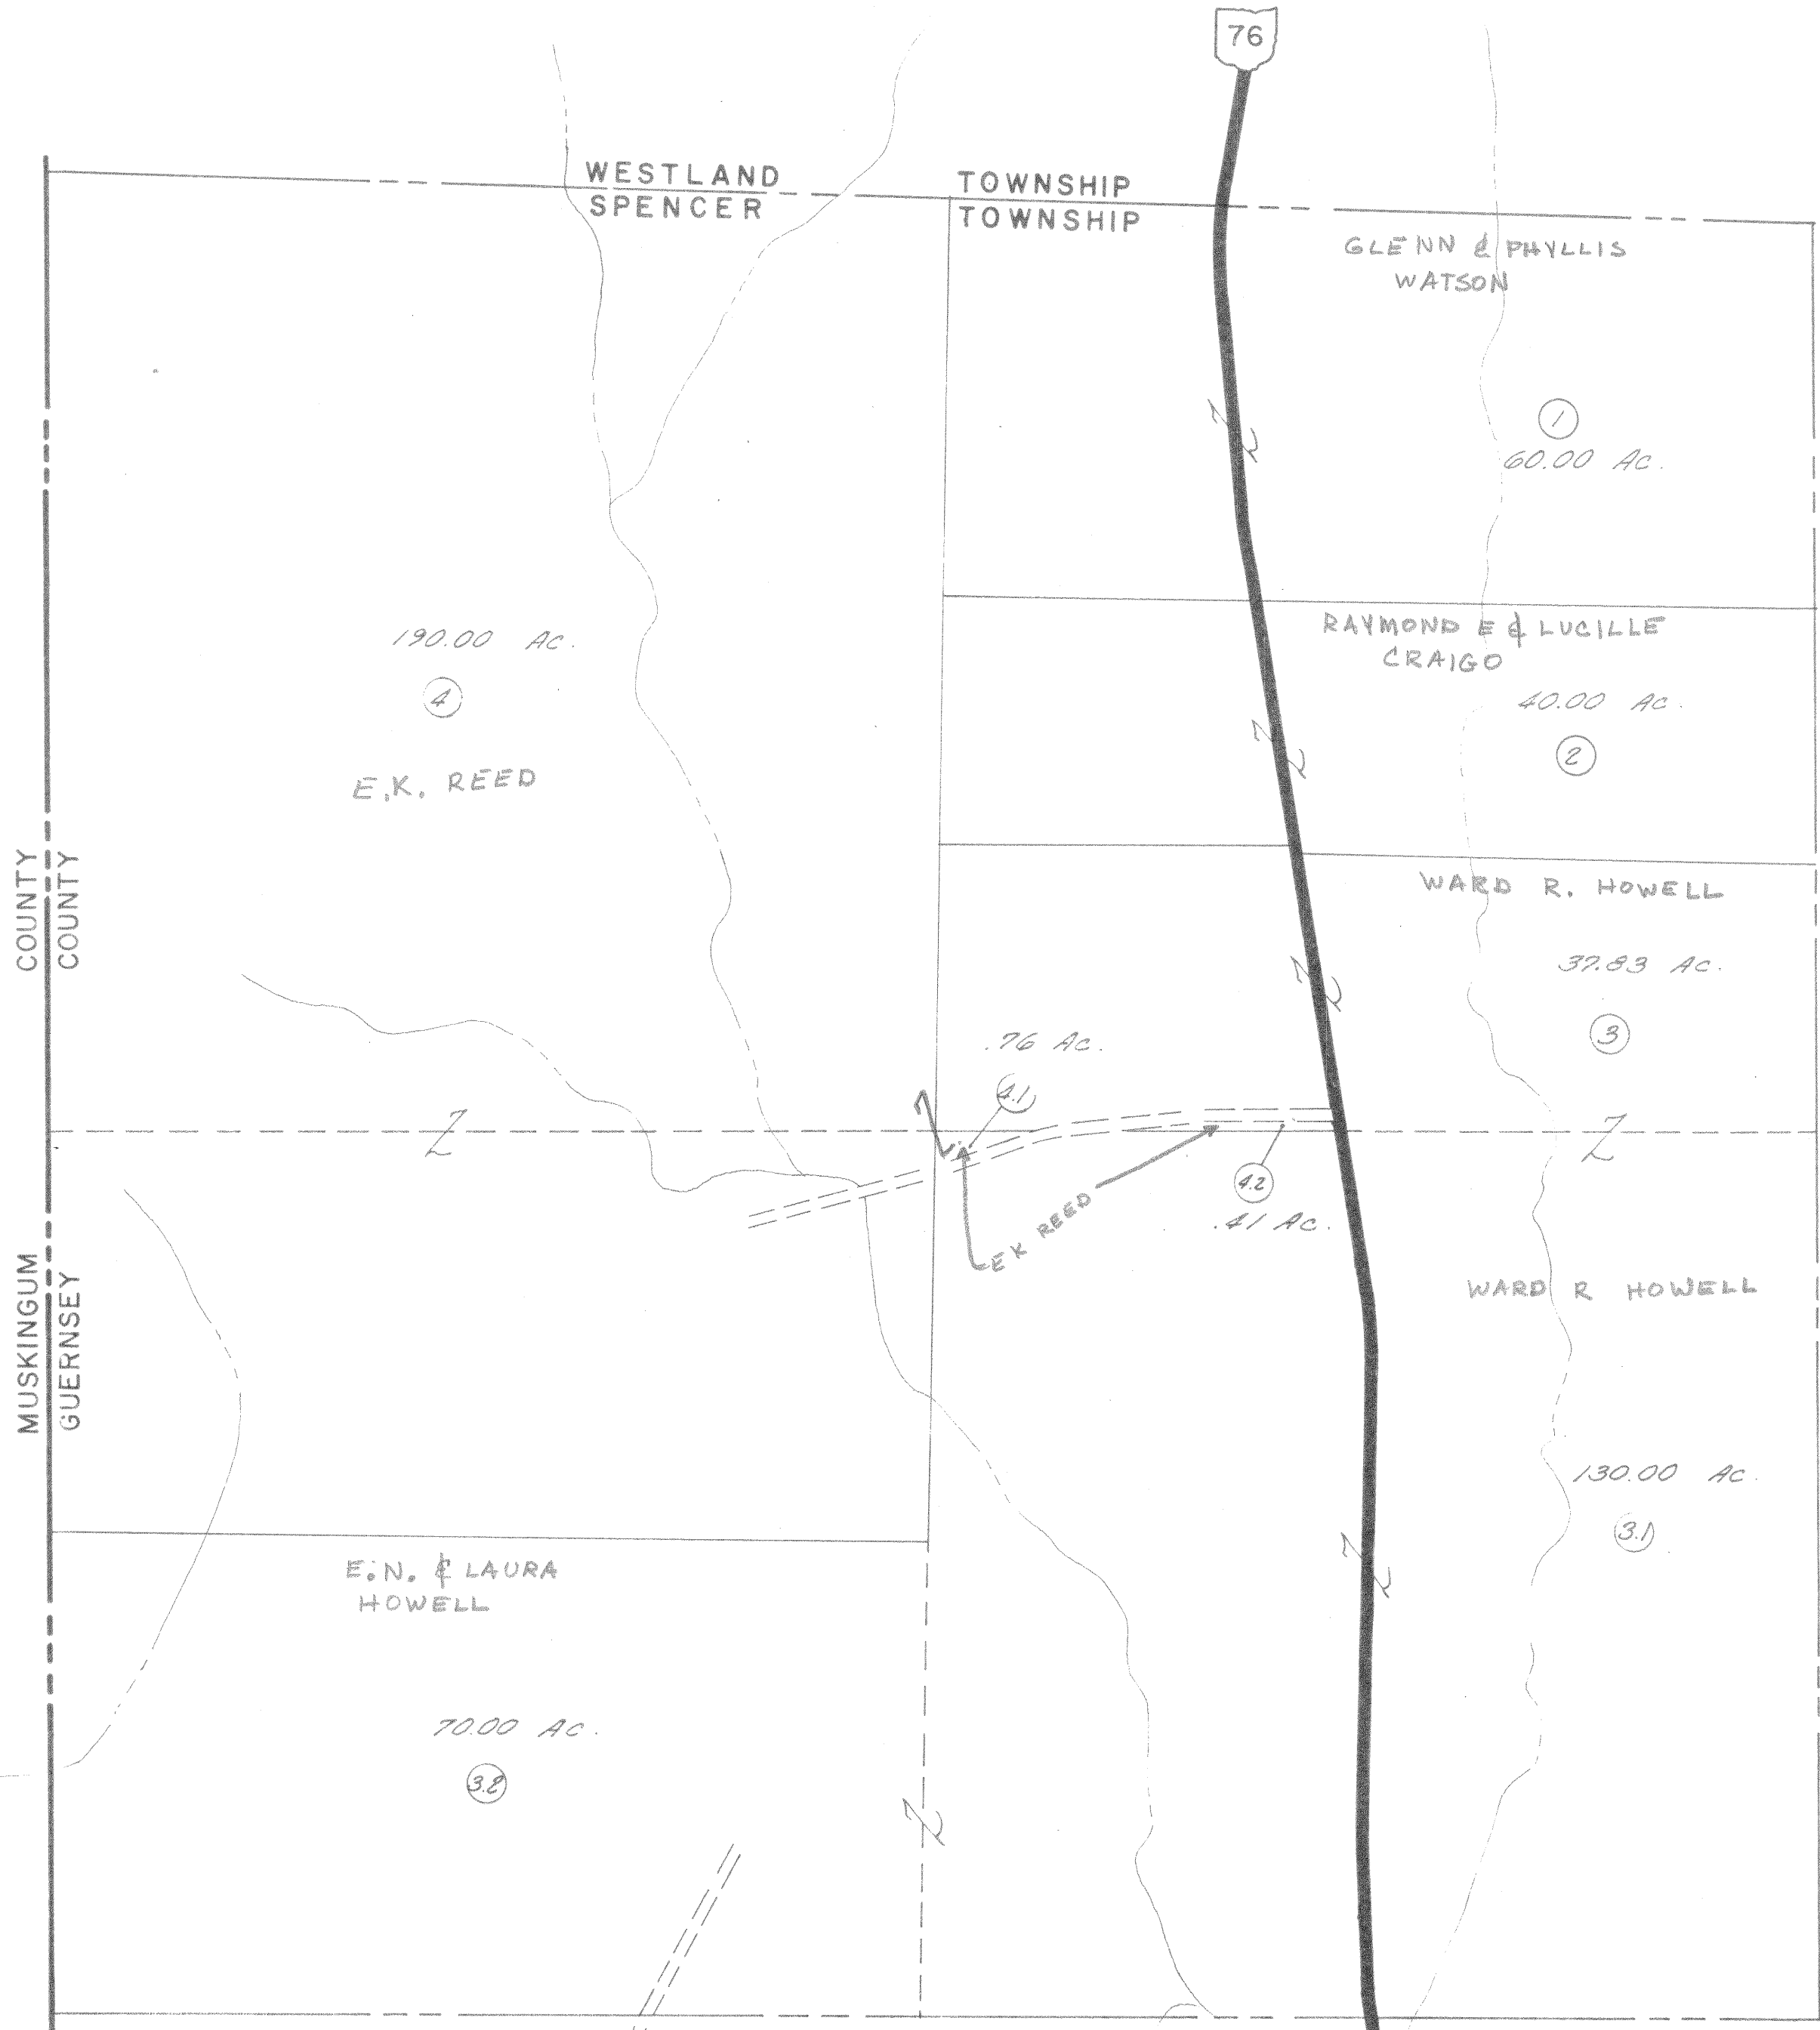 76
WESTLAND TOWNSHIP
SPENCER TOWNSHIP
GLENN & PHYLLIS
WATSON
1
60.00 AC.
RAYMOND E & LUCILLE
CRAIGO
40.00 AC.
2
190.00 AC.
4
E.K. REED
COUNTY
COUNTY
WARD R. HOWELL
37.83 AC.
3
.76 AC.
4.1
4.2
.41 AC.
EK REED
MUSKINGUM
GUERNSEY
WARD R HOWELL
130.00 AC.
3.1
E.N. & LAURA
HOWELL
70.00 AC.
3.2